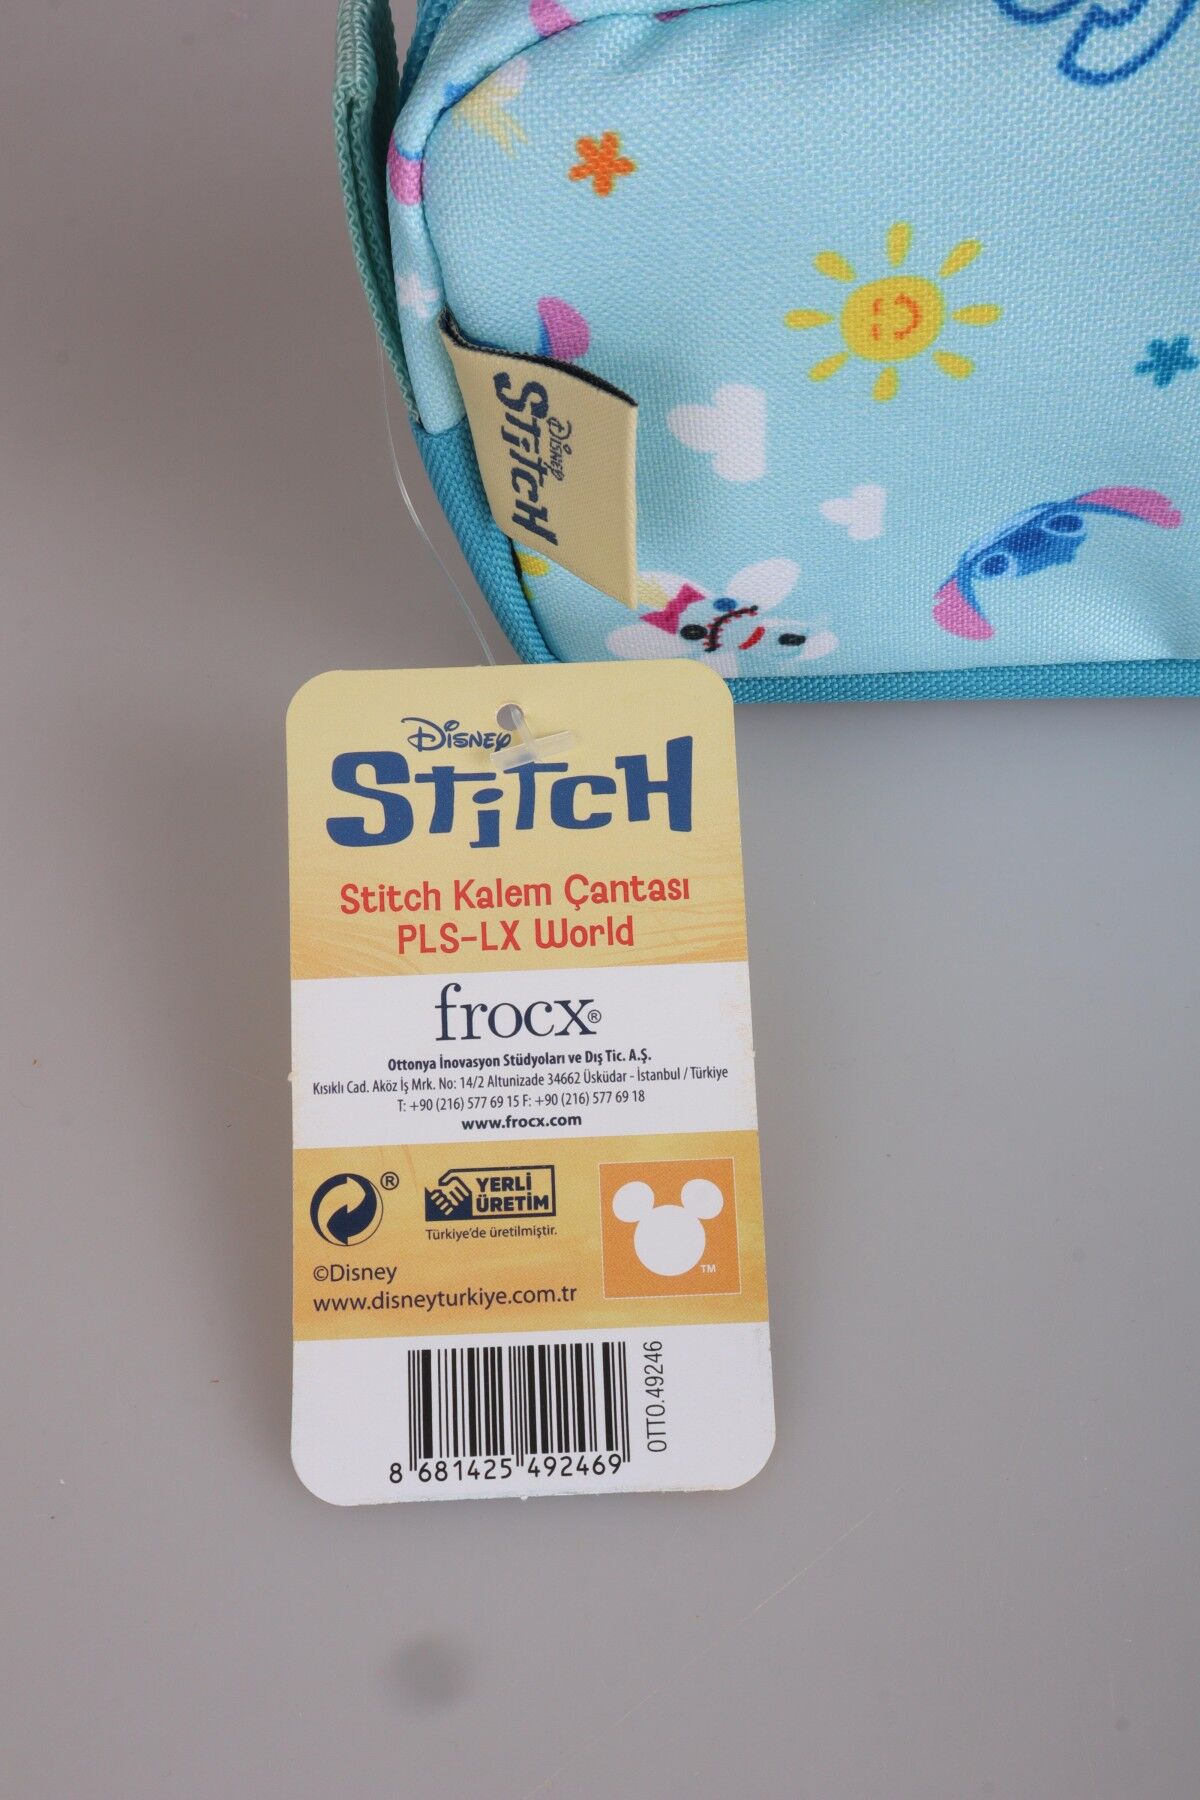 Disney
Stitch
Disney
Stitch
Stitch Kalem Çantası
PLS-LX World
frocx®
Ottonya İnovasyon Stüdyoları ve Dış Tic. A.Ş.
Kısıklı Cad. Aköz İş Mrk. No: 14/2 Altunizade 34662 Üsküdar - İstanbul / Türkiye
T: +90 (216) 577 69 15 F: +90 (216) 577 69 18
www.frocx.com
®
YERLİ
ÜRETİM
Türkiye'de üretilmiştir.
TM
©Disney
www.disneyturkiye.com.tr
OTTO.49246
8 681425 492469